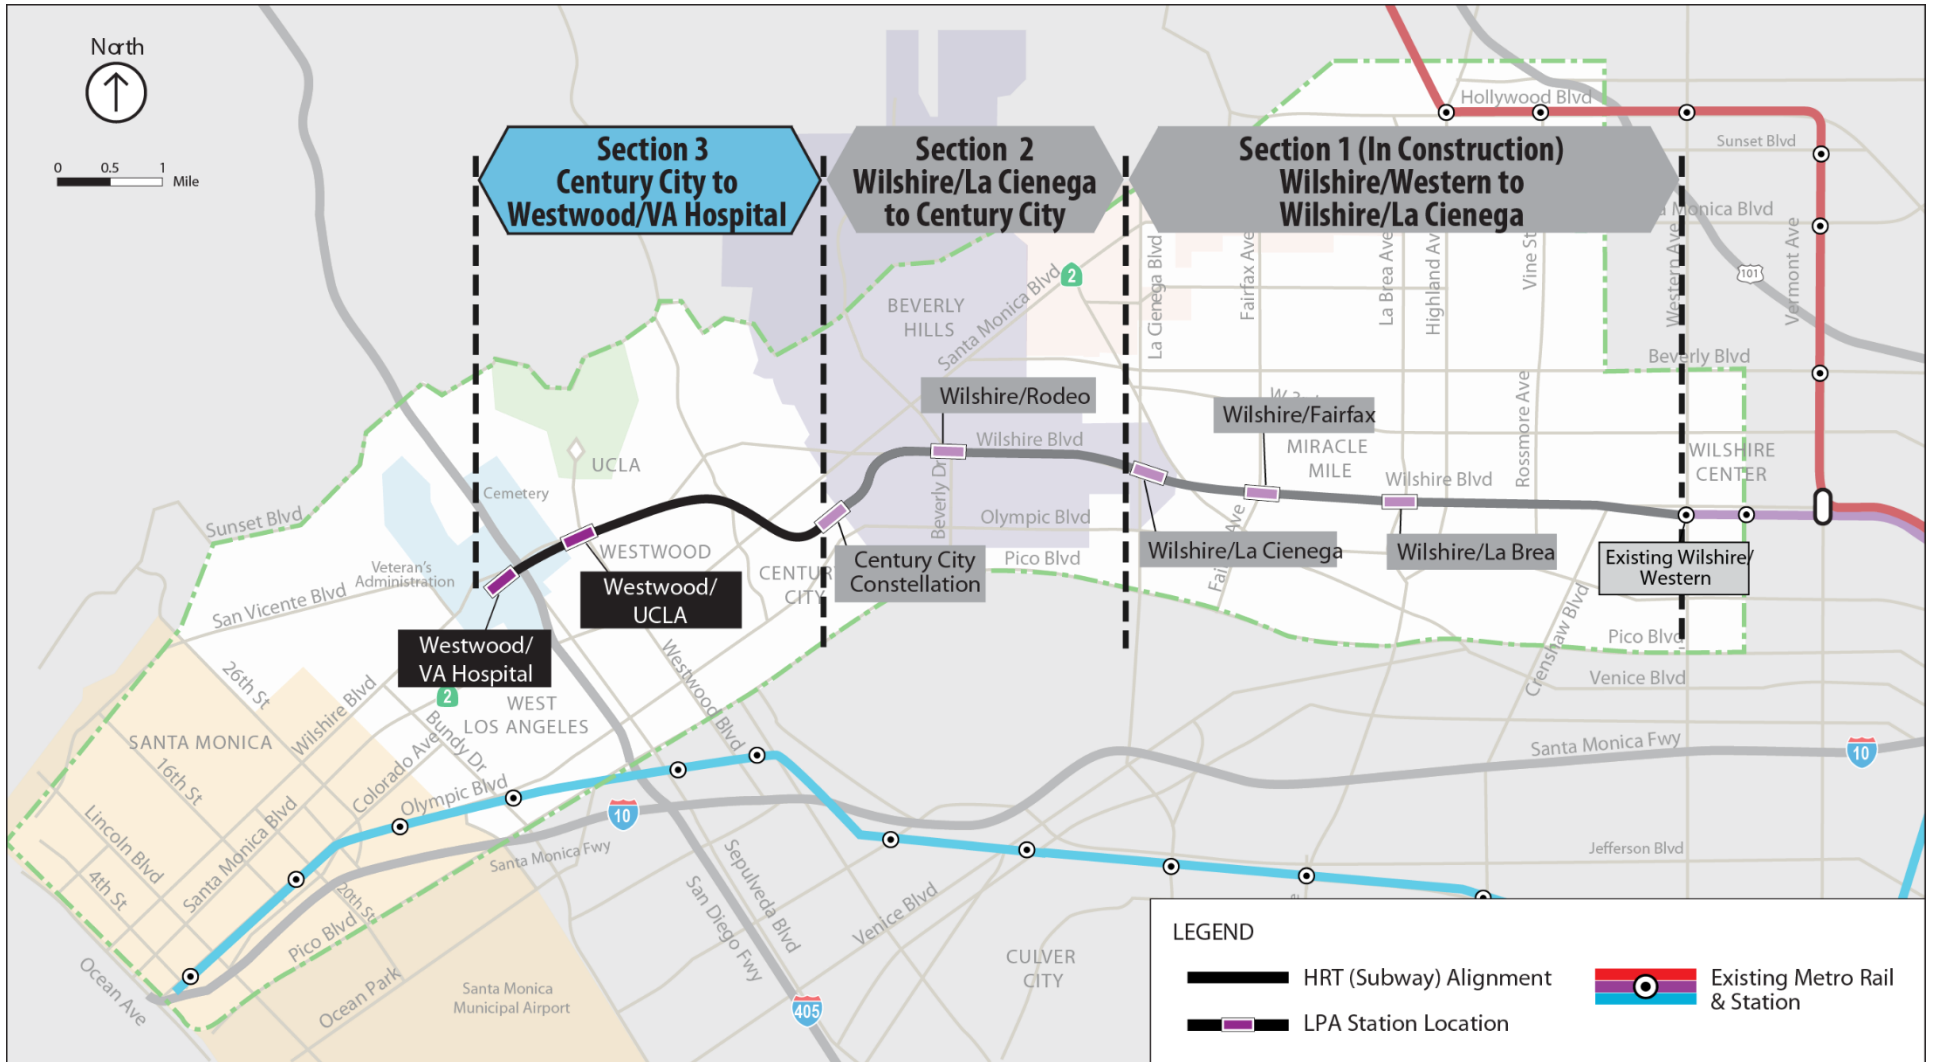 North
0 0.5 1
Mile
Section 3
Century City to
Westwood/VA Hospital
Section 2
Wilshire/La Cienega
to Century City
Section 1 (In Construction)
Wilshire/Western to
Wilshire/La Cienega
Hollywood Blvd
Sunset Blvd
a Monica Blvd
2
101
BEVERLY
HILLS
Santa Monica Blvd
La Cienega Blvd
Fairfax Ave
La Brea Ave
Highland Av
Vine St
Western Ave
Vermont Ave
Beverly Blvd
Wilshire/Rodeo
Wilshire/Fairfax
Rossmore Ave
Wilshire Blvd
MIRACLE
MILE
WILSHIRE
CENTER
UCLA
Cemetery
Wilshire Blvd
Beverly Dr
Olympic Blvd
Sunset Blvd
WESTWOOD
Pico Blvd
Wilshire/La Cienega
Wilshire/La Brea
Existing Wilshire/
Western
Century City
Constellation
CENTUR
CITY
Fai
Ave
Veteran's
Administration
San Vicente Blvd
Westwood/
UCLA
Westwood/
VA Hospital
Crenshaw Blvd
Pico Blvd
Venice Blvd
26th St
2
WEST
LOS ANGELES
Westwood Blvd
Wilshire Blvd
Bundy Dr
SANTA MONICA
16th St
Colorado Ave
Olympic Blvd
Santa Monica Fwy
10
10
Lincoln Blvd
Santa Monica Blvd
4th St
20th St
Santa Monica Fwy
Jefferson Blvd
Sepulveda Blvd
San Diego Fwy
Venice Blvd
Pico Blvd
Ocean Ave
Ocean Park
Santa Monica
Municipal Airport
CULVER
CITY
405
LEGEND
HRT (Subway) Alignment
LPA Station Location
Existing Metro Rail
& Station